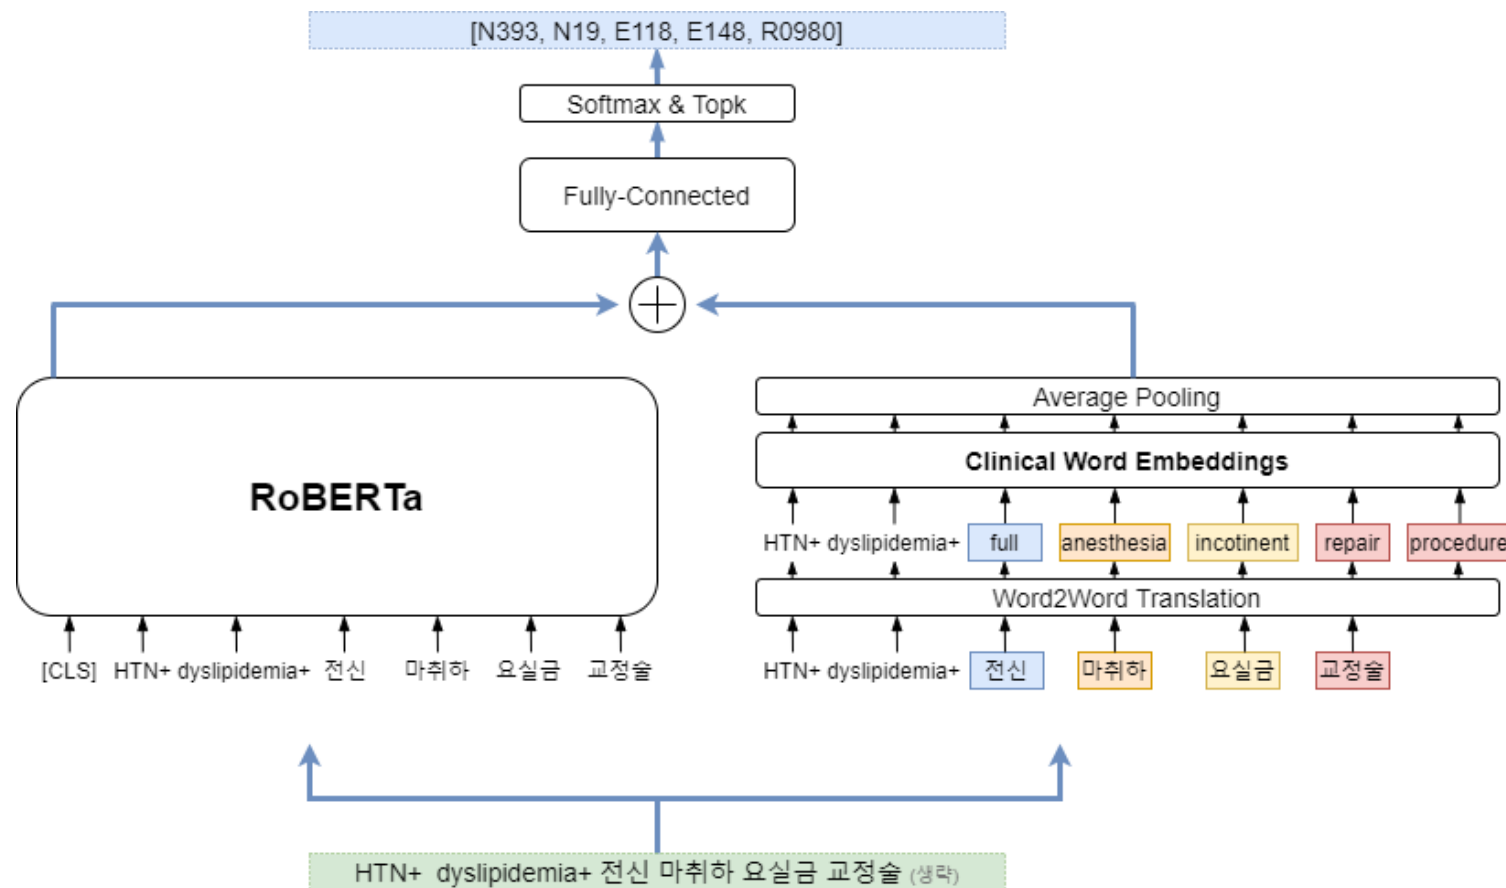 [N393, N19, E118, E148, R0980]
Softmax & Topk
Fully-Connected
RoBERTa
[CLS] HTN+ dyslipidemia+ 전신 마취하 요실금 교정술
Average Pooling
Clinical Word Embeddings
HTN+ dyslipidemia+ full anesthesia incotinent repair procedure
Word2Word Translation
HTN+ dyslipidemia+ 전신 마취하 요실금 교정술
HTN+ dyslipidemia+ 전신 마취하 요실금 교정술 (생략)